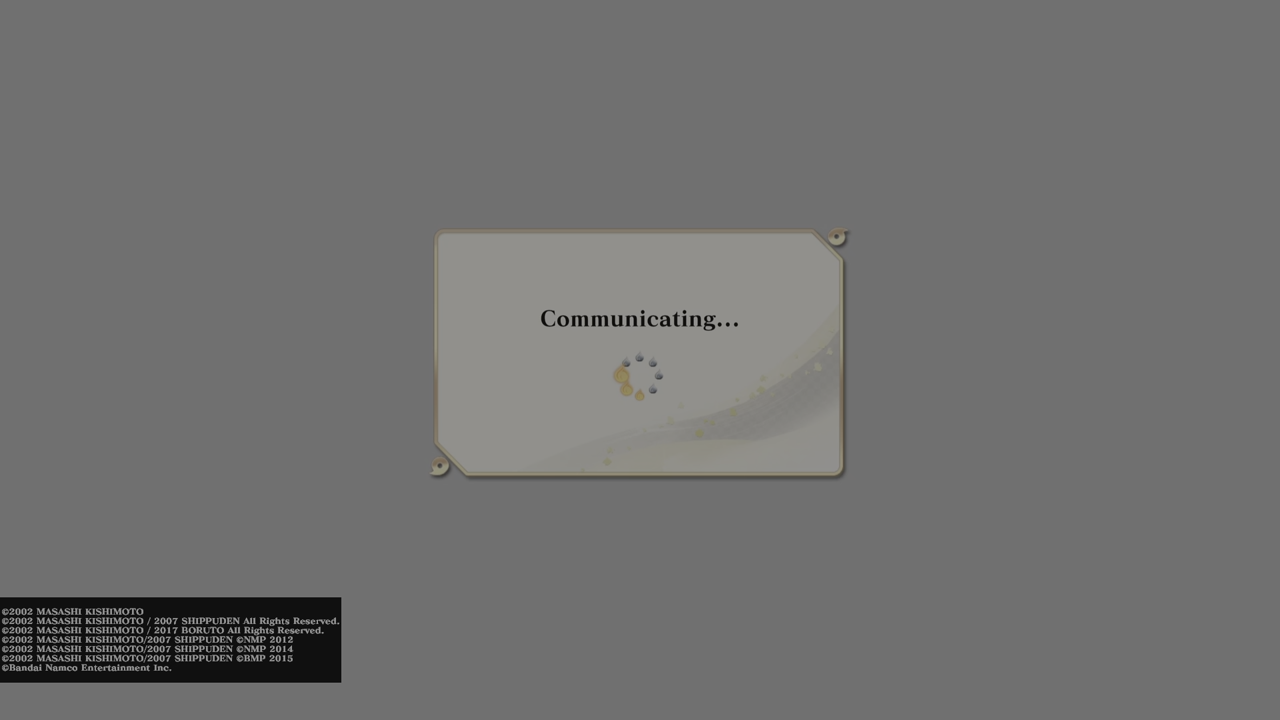 Communicating...
©2002 MASASHI KISHIMOTO
©2002 MASASHI KISHIMOTO / 2007 SHIPPUDEN All Rights Reserved.
©2002 MASASHI KISHIMOTO / 2017 BORUTO All Rights Reserved.
©2002 MASASHI KISHIMOTO/2007 SHIPPUDEN ©NMP 2012
©2002 MASASHI KISHIMOTO/2007 SHIPPUDEN ©NMP 2014
©2002 MASASHI KISHIMOTO/2007 SHIPPUDEN ©BMP 2015
©Bandai Namco Entertainment Inc.